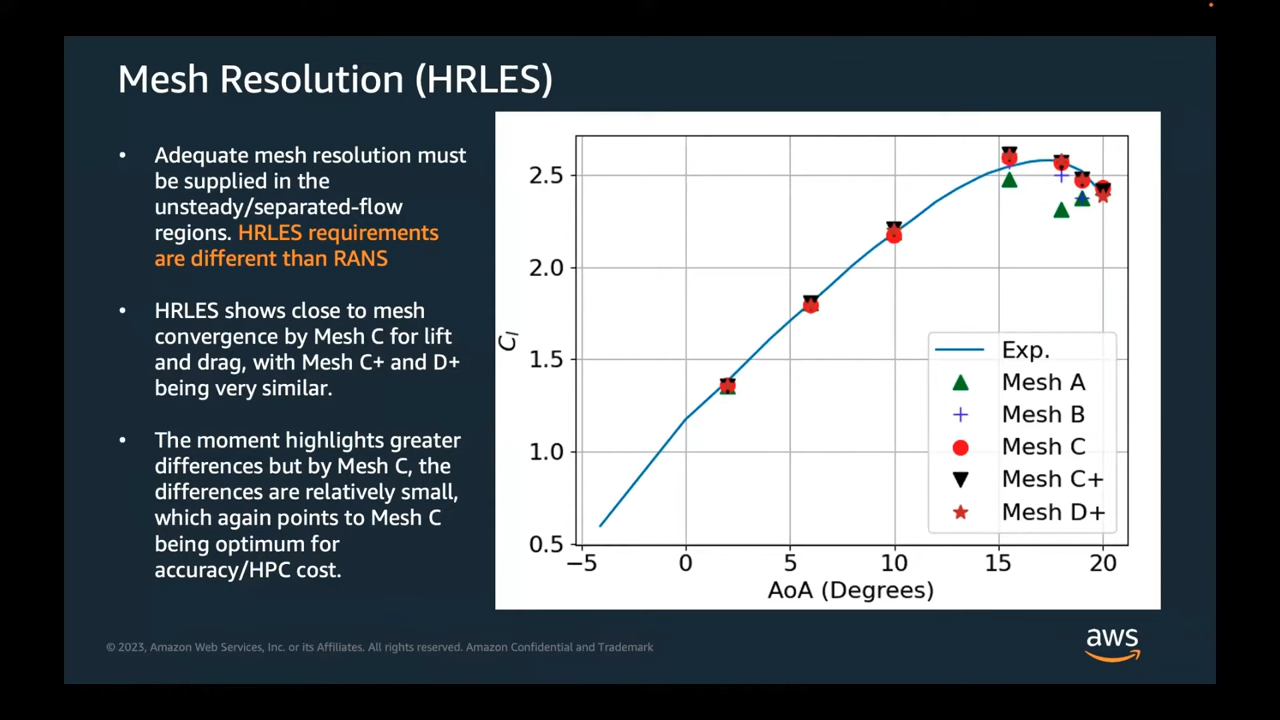 Mesh Resolution (HRLES)
• Adequate mesh resolution must
be supplied in the
unsteady/separated-flow
regions. HRLES requirements
are different than RANS
• HRLES shows close to mesh
convergence by Mesh C for lift
and drag, with Mesh C+ and D+
being very similar.
• The moment highlights greater
differences but by Mesh C, the
differences are relatively small,
which again points to Mesh C
being optimum for
accuracy/HPC cost.
2.5
2.0
1.5
1.0
0.5
C_l
−5 0 5 10 15 20
AoA (Degrees)
Exp.
Mesh A
Mesh B
Mesh C
Mesh C+
Mesh D+
© 2023, Amazon Web Services, Inc. or its Affiliates. All rights reserved. Amazon Confidential and Trademark
aws